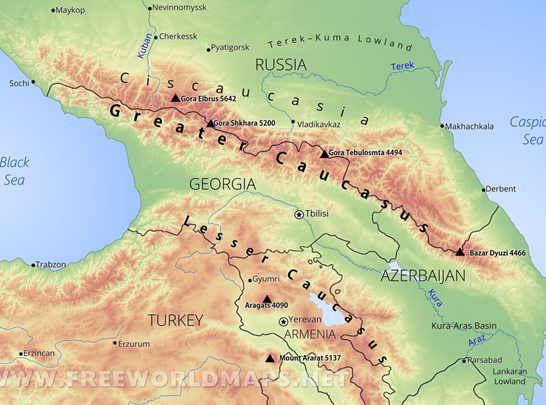 Maykop
Nevinnomyssk
Cherkessk
Kuban
Pyatigorsk
Terek-Kuma Lowland
RUSSIA
Terek
Sochi
Ciscaucasia
Gora Elbrus 5642
Greater Caucasus
Gora Shkhara 5200
Vladikavkaz
Makhachkala
Caspi
Sea
Gora Tebulosmta 4494
Black
Sea
GEORGIA
Derbent
Tbilisi
Lesser Caucasus
Bazar Dyuzi 4466
Trabzon
AZERBAIJAN
Gyumri
Kura
Aragats 4090
TURKEY
Yerevan
ARMENIA
Kura-Aras Basin
Araz
Erzincan
Erzurum
Mount Ararat 5137
Parsabad
Lankaran
Lowland
WWW.FREEWORLDMAPS.NET